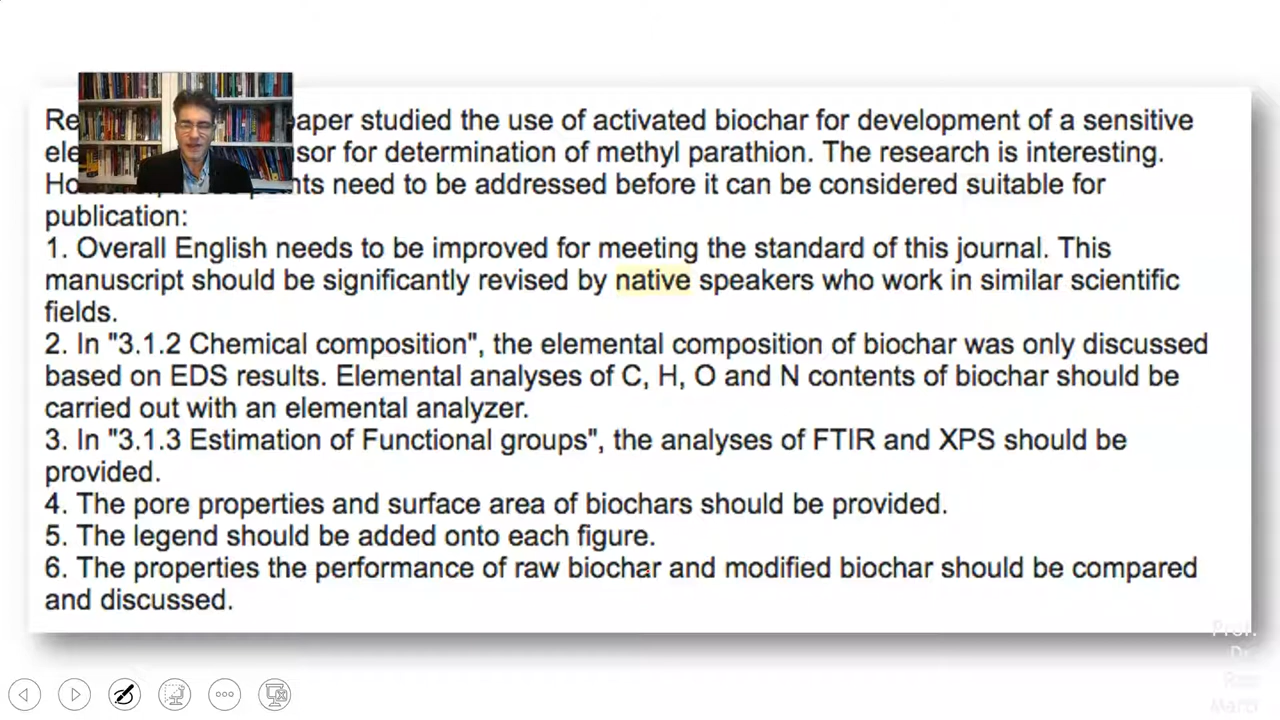 Re aper studied the use of activated biochar for development of a sensitive
ele sor for determination of methyl parathion. The research is interesting.
Ho nts need to be addressed before it can be considered suitable for
publication:
1. Overall English needs to be improved for meeting the standard of this journal. This
manuscript should be significantly revised by native speakers who work in similar scientific
fields.
2. In "3.1.2 Chemical composition", the elemental composition of biochar was only discussed
based on EDS results. Elemental analyses of C, H, O and N contents of biochar should be
carried out with an elemental analyzer.
3. In "3.1.3 Estimation of Functional groups", the analyses of FTIR and XPS should be
provided.
4. The pore properties and surface area of biochars should be provided.
5. The legend should be added onto each figure.
6. The properties the performance of raw biochar and modified biochar should be compared
and discussed.
Prof.
Dr.